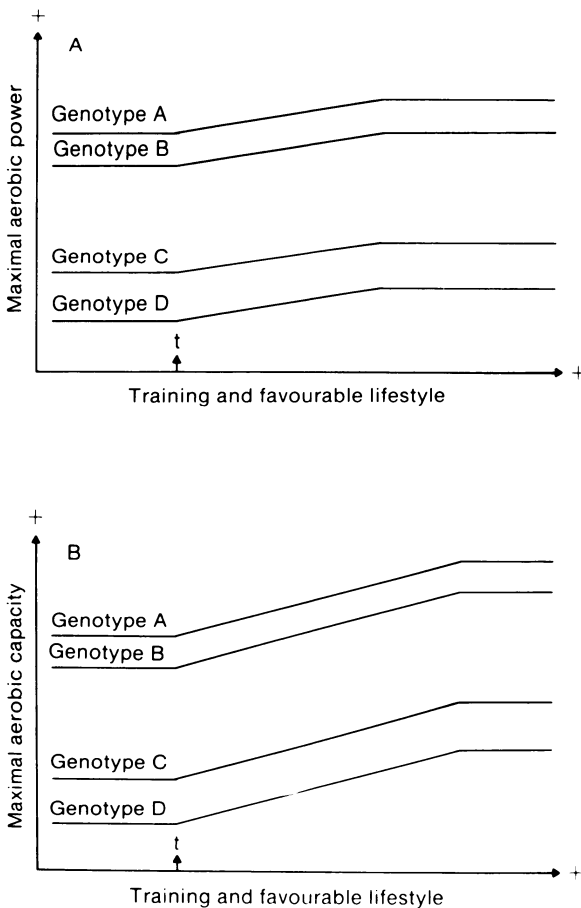 +
A
Maximal aerobic power
Genotype A
Genotype B
Genotype C
Genotype D
t
+
Training and favourable lifestyle
+
B
Maximal aerobic capacity
Genotype A
Genotype B
Genotype C
Genotype D
t
+
Training and favourable lifestyle